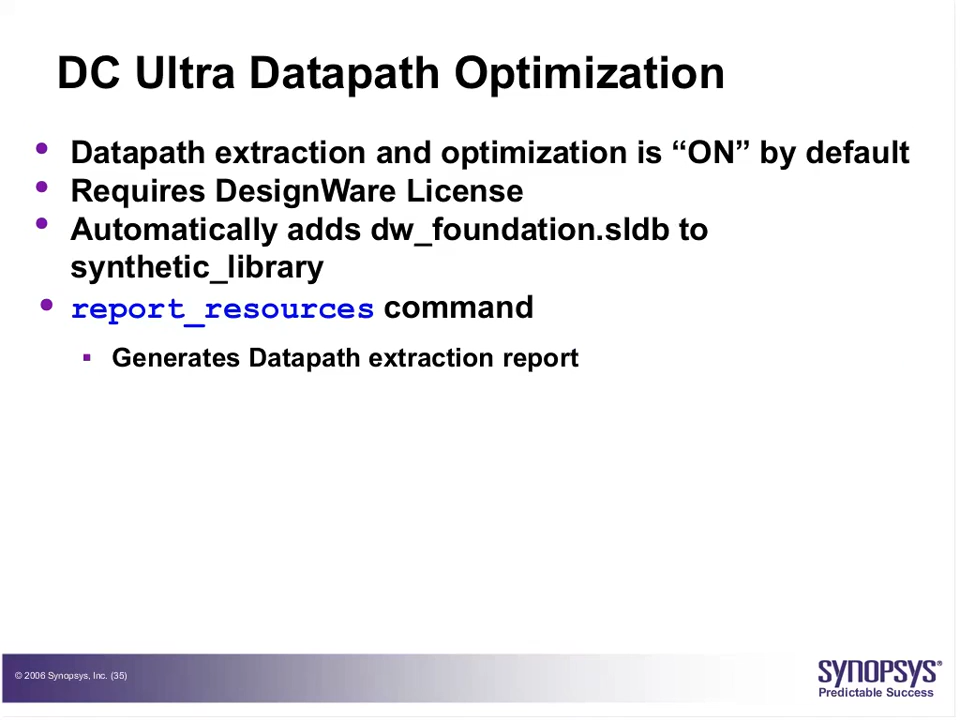 DC Ultra Datapath Optimization
• Datapath extraction and optimization is “ON” by default
• Requires DesignWare License
• Automatically adds dw_foundation.sldb to
synthetic_library
• report_resources command
▪ Generates Datapath extraction report
© 2006 Synopsys, Inc. (35)
SYNOPSYS®
Predictable Success